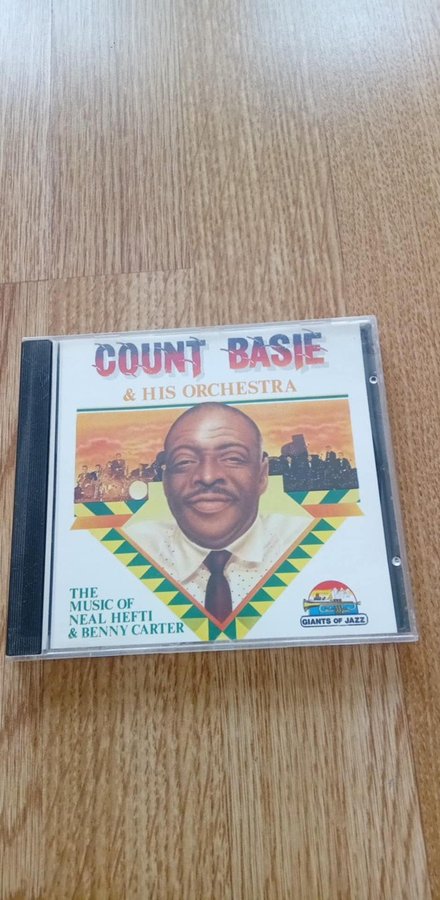 COUNT BASIE
& HIS ORCHESTRA
THE
MUSIC OF
NEAL HEFTI
& BENNY CARTER
GIANTS OF JAZZ